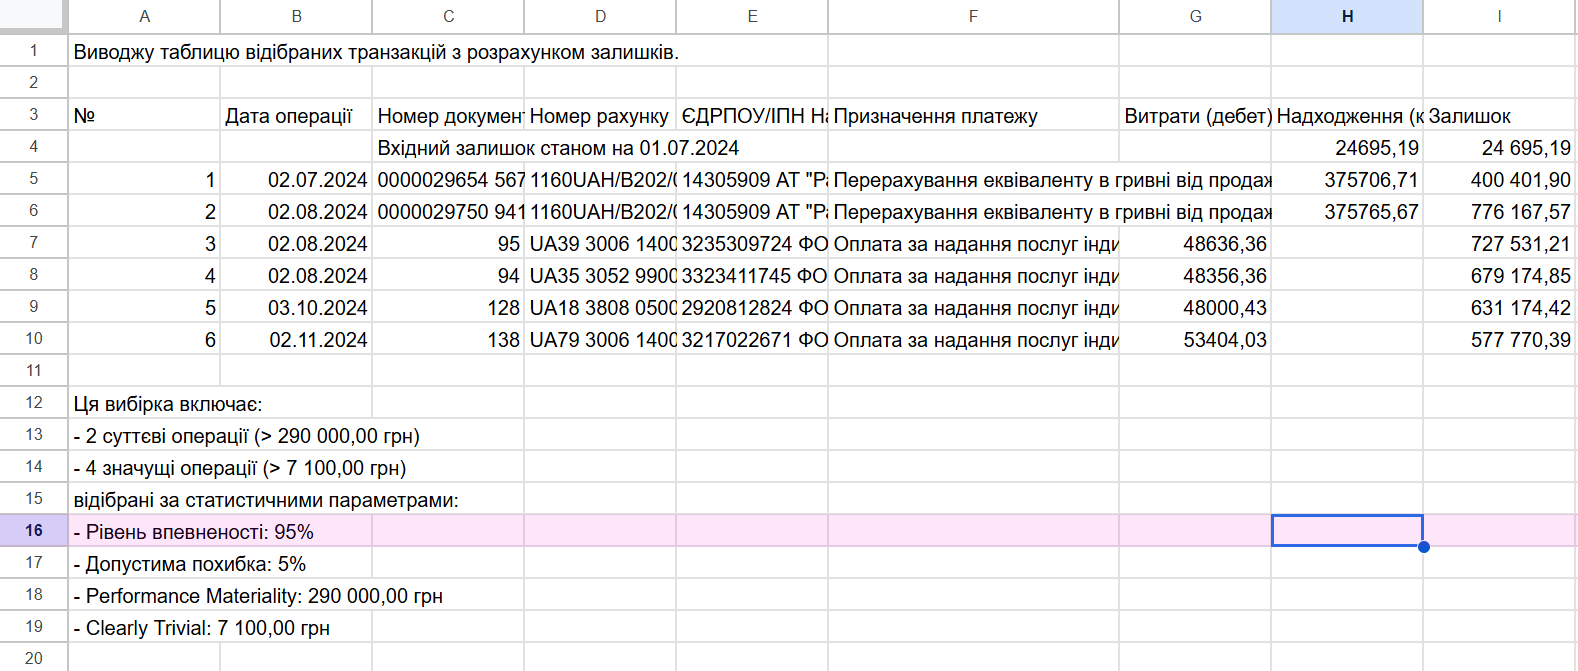 A B C D E F G H I
1 Виводжу таблицю відібраних транзакцій з розрахунком залишків.
2
3 № Дата операції Номер документ Номер рахунку ЄДРПОУ/ІПН На Призначення платежу Витрати (дебет) Надходження (к Залишок
4 Вхідний залишок станом на 01.07.2024 24695,19 24 695,19
5 1 02.07.2024 0000029654 567 1160UAH/B202/0 14305909 АТ "Ра Перерахування еквіваленту в гривні від продаж 375706,71 400 401,90
6 2 02.08.2024 0000029750 941 1160UAH/B202/0 14305909 АТ "Ра Перерахування еквіваленту в гривні від продаж 375765,67 776 167,57
7 3 02.08.2024 95 UA39 3006 1400 3235309724 ФО Оплата за надання послуг інди 48636,36 727 531,21
8 4 02.08.2024 94 UA35 3052 9900 3323411745 ФО Оплата за надання послуг інди 48356,36 679 174,85
9 5 03.10.2024 128 UA18 3808 0500 2920812824 ФО Оплата за надання послуг інди 48000,43 631 174,42
10 6 02.11.2024 138 UA79 3006 1400 3217022671 ФО Оплата за надання послуг інди 53404,03 577 770,39
11
12 Ця вибірка включає:
13 - 2 суттєві операції (> 290 000,00 грн)
14 - 4 значущі операції (> 7 100,00 грн)
15 відібрані за статистичними параметрами:
16 - Рівень впевненості: 95%
17 - Допустима похибка: 5%
18 - Performance Materiality: 290 000,00 грн
19 - Clearly Trivial: 7 100,00 грн
20